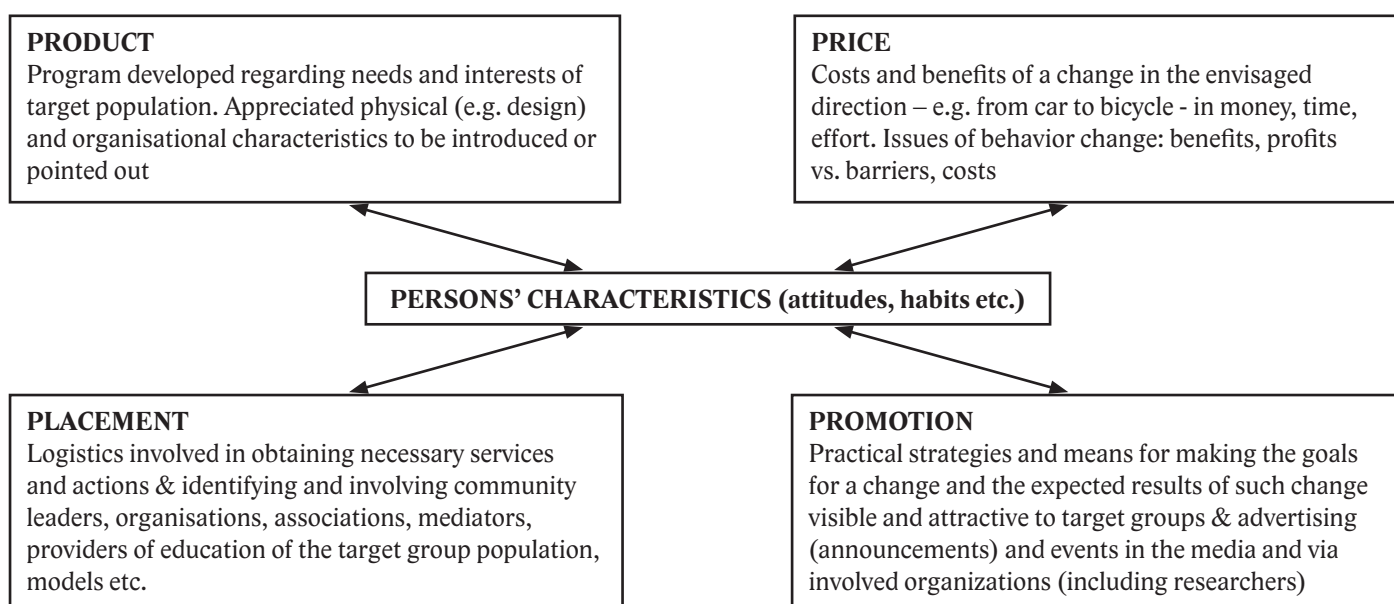 PRODUCT
Program developed regarding needs and interests of
target population. Appreciated physical (e.g. design)
and organisational characteristics to be introduced or
pointed out
PRICE
Costs and benefits of a change in the envisaged
direction – e.g. from car to bicycle - in money, time,
effort. Issues of behavior change: benefits, profits
vs. barriers, costs
PERSONS’ CHARACTERISTICS (attitudes, habits etc.)
PLACEMENT
Logistics involved in obtaining necessary services
and actions & identifying and involving community
leaders, organisations, associations, mediators,
providers of education of the target group population,
models etc.
PROMOTION
Practical strategies and means for making the goals
for a change and the expected results of such change
visible and attractive to target groups & advertising
(announcements) and events in the media and via
involved organizations (including researchers)